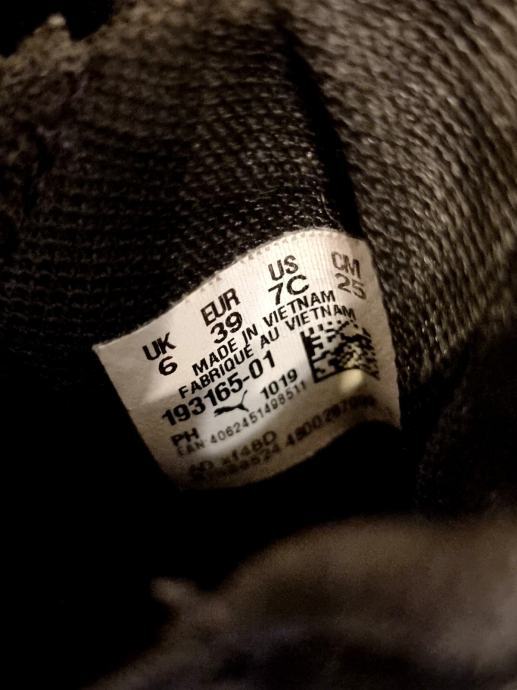 UK EUR US CM
6 39 7C 25
MADE IN VIETNAM
FABRIQUE AU VIETNAM
193165-01
PH 1019
EAN: 4062451498511